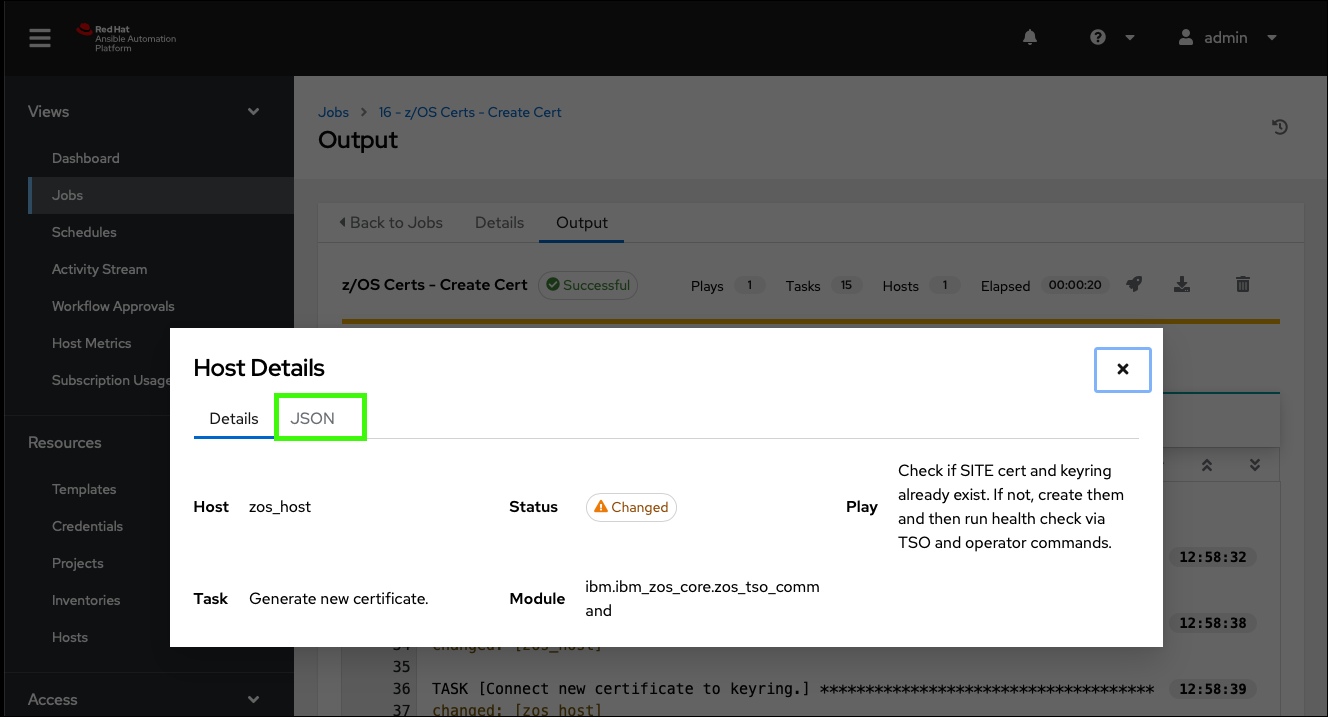 Red Hat
Ansible Automation
Platform
admin
Views
Dashboard
Jobs
Schedules
Activity Stream
Workflow Approvals
Host Metrics
Subscription Usage
Resources
Templates
Credentials
Projects
Inventories
Hosts
Access
Jobs 16 - z/OS Certs - Create Cert
Output
Back to Jobs Details Output
z/OS Certs - Create Cert Successful Plays 1 Tasks 15 Hosts 1 Elapsed 00:00:20
Host Details
Details JSON
Host zos_host
Status Changed
Play Check if SITE cert and keyring
already exist. If not, create them
and then run health check via
TSO and operator commands.
Task Generate new certificate.
Module ibm.ibm_zos_core.zos_tso_comm
and
12:58:32
12:58:38
34 changed: [zos_host]
35
36 TASK [Connect new certificate to keyring.] ************************************ 12:58:39
37 changed: [zos_host]